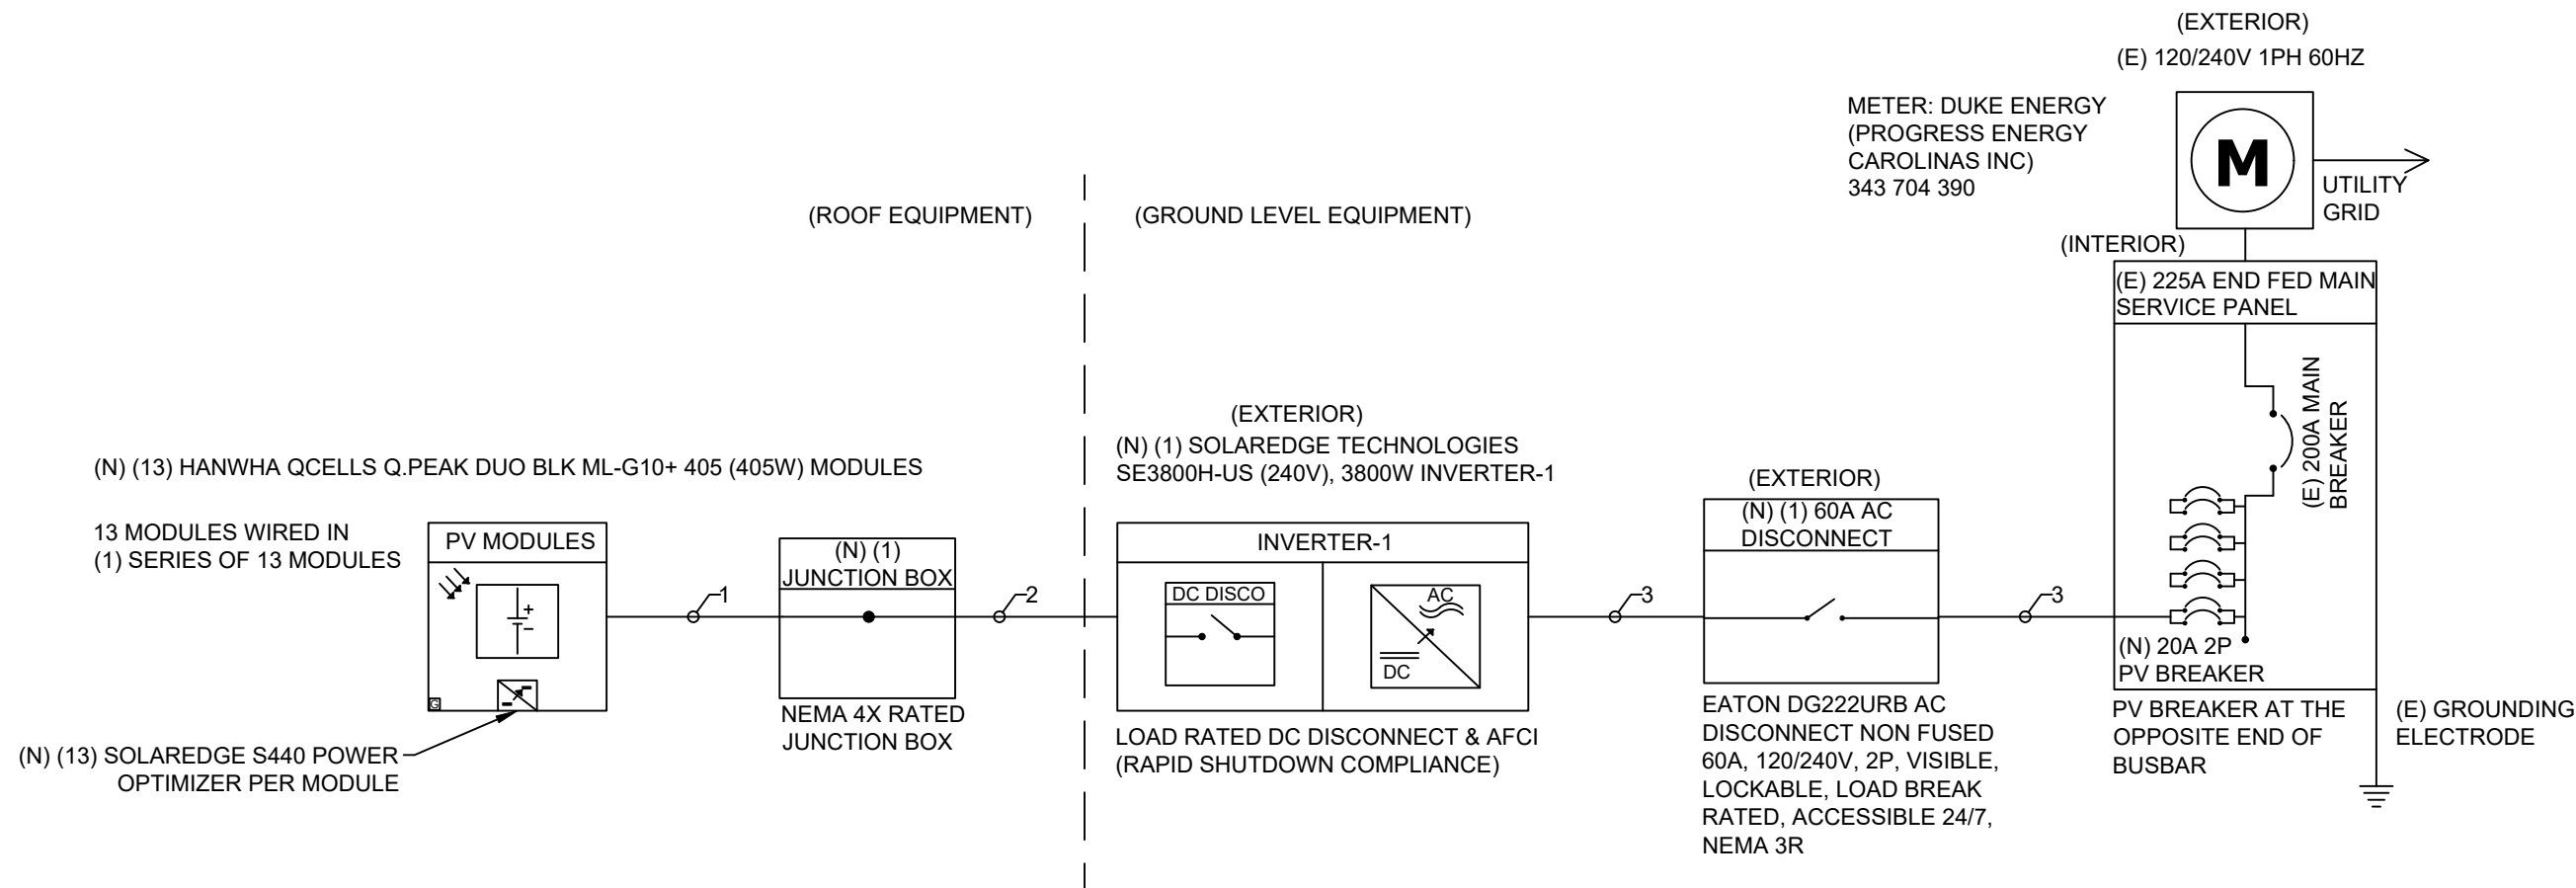 (EXTERIOR)
(E) 120/240V 1PH 60HZ
METER: DUKE ENERGY
(PROGRESS ENERGY
CAROLINAS INC)
343 704 390
M
UTILITY
GRID
(ROOF EQUIPMENT)
(GROUND LEVEL EQUIPMENT)
(INTERIOR)
(E) 225A END FED MAIN
SERVICE PANEL
(E) 200A MAIN
BREAKER
(N) 20A 2P
PV BREAKER
PV BREAKER AT THE
OPPOSITE END OF
BUSBAR
(E) GROUNDING
ELECTRODE
(N) (13) HANWHA QCELLS Q.PEAK DUO BLK ML-G10+ 405 (405W) MODULES
13 MODULES WIRED IN
(1) SERIES OF 13 MODULES
PV MODULES
+
−
G
(N) (13) SOLAREDGE S440 POWER
OPTIMIZER PER MODULE
1
(N) (1)
JUNCTION BOX
NEMA 4X RATED
JUNCTION BOX
2
(EXTERIOR)
(N) (1) SOLAREDGE TECHNOLOGIES
SE3800H-US (240V), 3800W INVERTER-1
INVERTER-1
DC DISCO
AC
DC
LOAD RATED DC DISCONNECT & AFCI
(RAPID SHUTDOWN COMPLIANCE)
3
(EXTERIOR)
(N) (1) 60A AC
DISCONNECT
EATON DG222URB AC
DISCONNECT NON FUSED
60A, 120/240V, 2P, VISIBLE,
LOCKABLE, LOAD BREAK
RATED, ACCESSIBLE 24/7,
NEMA 3R
3